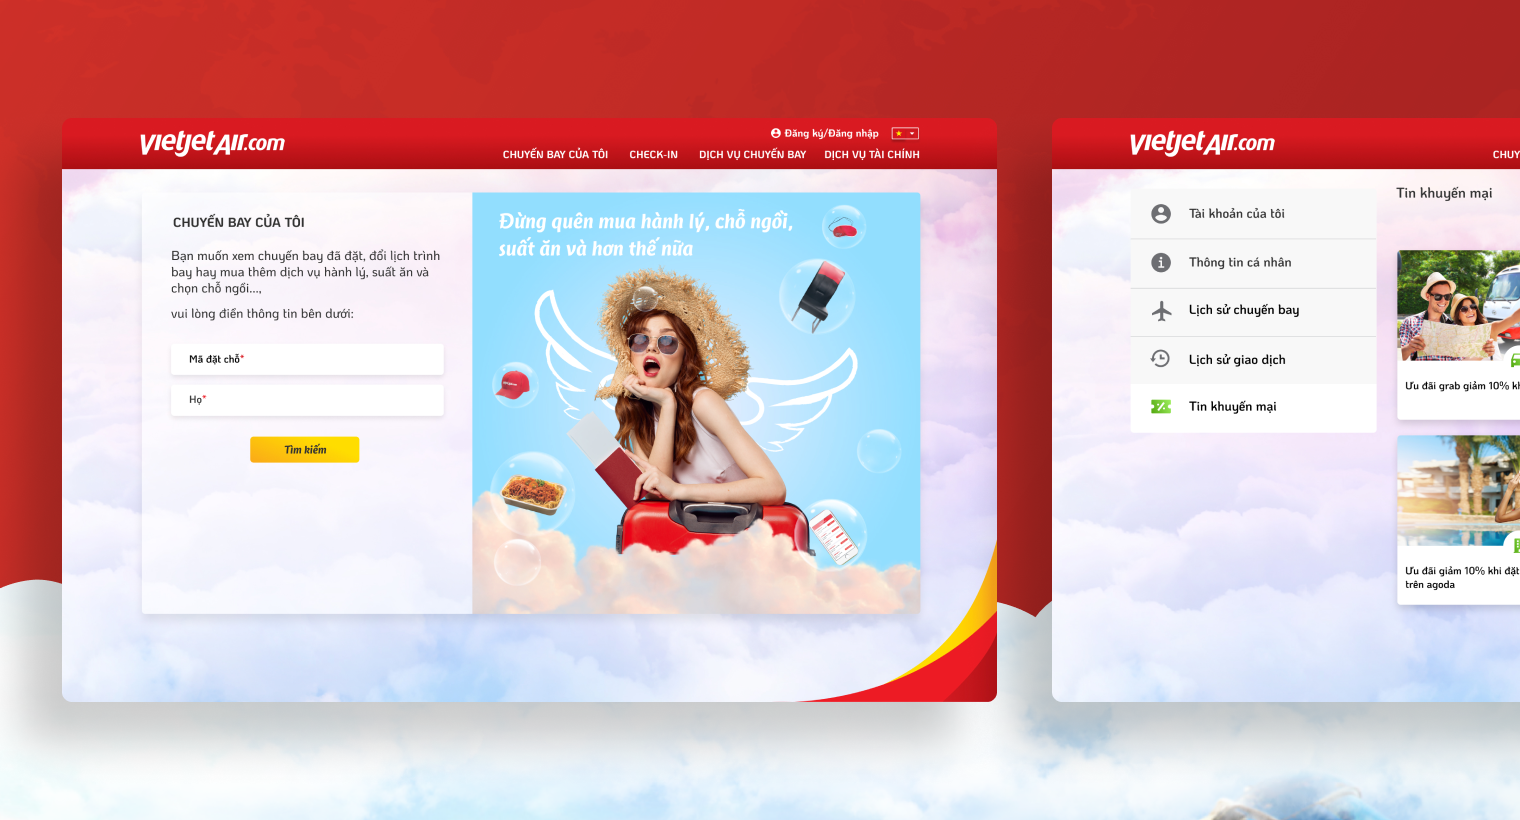 vietjetAir.com
Đăng ký/Đăng nhập
CHUYẾN BAY CỦA TÔI
CHECK-IN
DỊCH VỤ CHUYẾN BAY
DỊCH VỤ TÀI CHÍNH
CHUYẾN BAY CỦA TÔI
Bạn muốn xem chuyến bay đã đặt, đổi lịch trình
bay hay mua thêm dịch vụ hành lý, suất ăn và
chọn chỗ ngồi...,
vui lòng điền thông tin bên dưới:
Mã đặt chỗ*
Họ*
Tìm kiếm
Đừng quên mua hành lý, chỗ ngồi,
suất ăn và hơn thế nữa
vietjetAir.com
CHUY
Tài khoản của tôi
Thông tin cá nhân
Lịch sử chuyến bay
Lịch sử giao dịch
Tin khuyến mại
Tin khuyến mại
Ưu đãi grab giảm 10% kh
Ưu đãi giảm 10% khi đặt
trên agoda